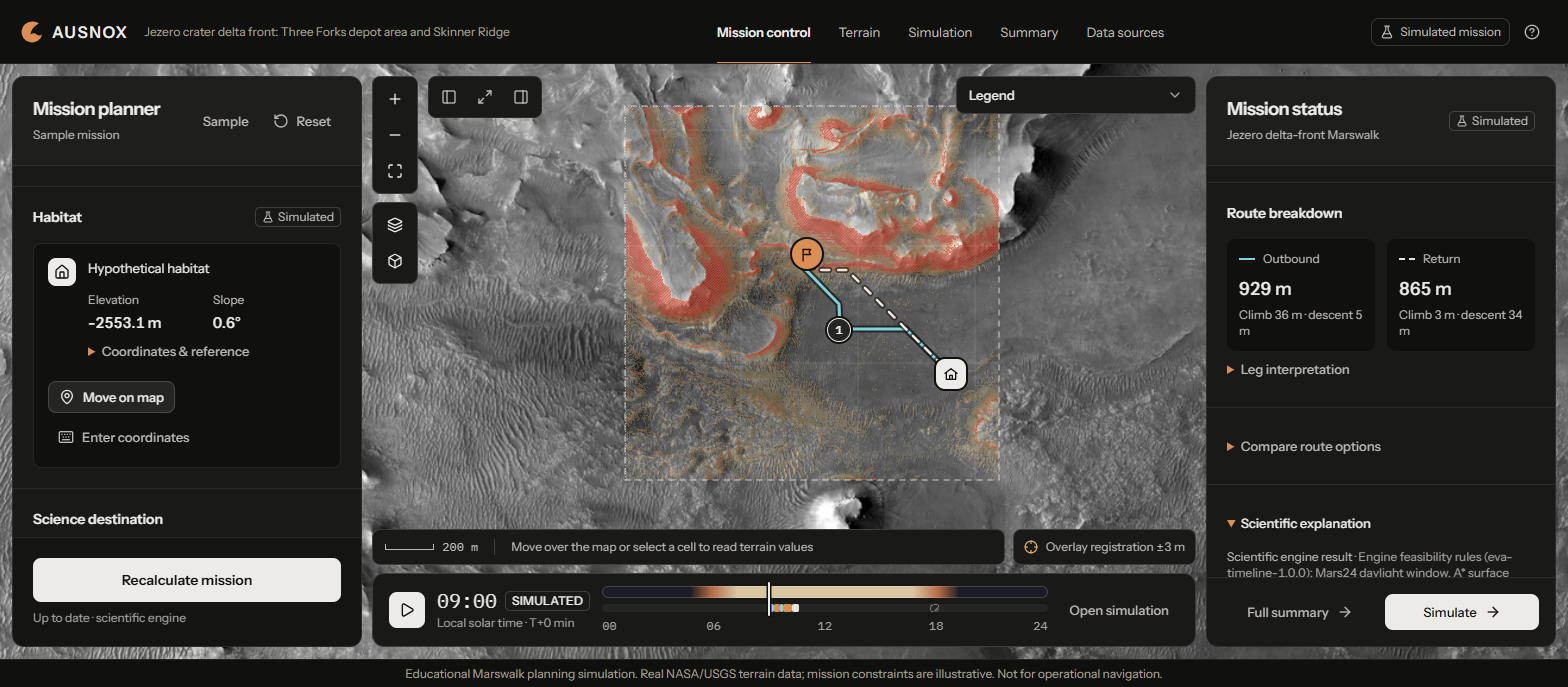 AUSNOX
Jezero crater delta front: Three Forks depot area and Skinner Ridge
Mission control
Terrain
Simulation
Summary
Data sources
Simulated mission
Mission planner
Sample mission
Sample
Reset
Habitat
Simulated
Hypothetical habitat
Elevation
Slope
-2553.1 m
0.6°
Coordinates & reference
Move on map
Enter coordinates
Science destination
Recalculate mission
Up to date · scientific engine
Legend
1
200 m
Move over the map or select a cell to read terrain values
Overlay registration ±3 m
09:00
SIMULATED
Local solar time · T+0 min
00
06
12
18
24
Open simulation
Mission status
Jezero delta-front Marswalk
Simulated
Route breakdown
Outbound
929 m
Climb 36 m · descent 5
m
Return
865 m
Climb 3 m · descent 34
m
Leg interpretation
Compare route options
Scientific explanation
Scientific engine result · Engine feasibility rules (eva-
timeline-1.0.0); Mars24 daylight window, A* surface
Full summary
Simulate
Educational Marswalk planning simulation. Real NASA/USGS terrain data; mission constraints are illustrative. Not for operational navigation.